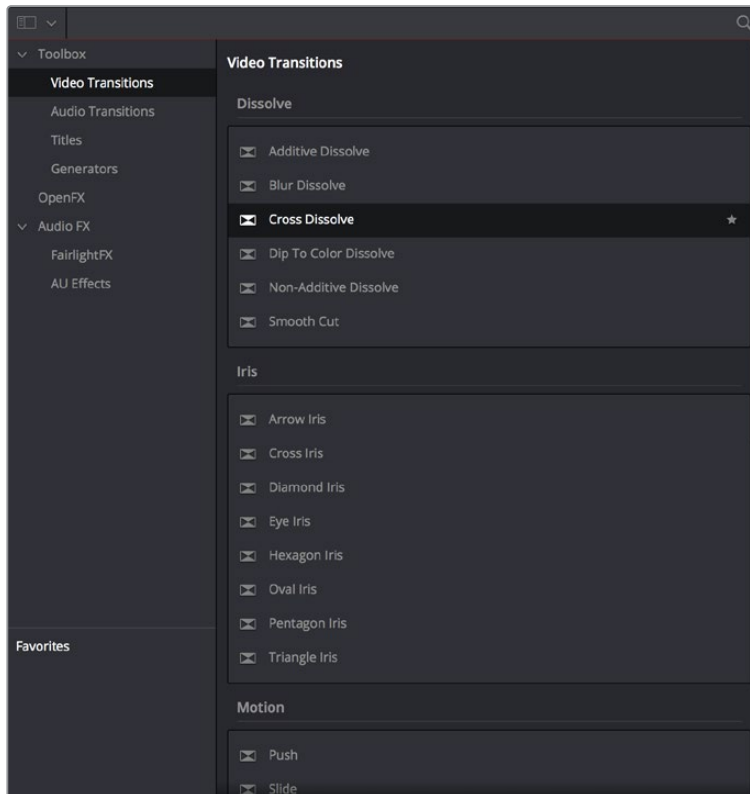 Toolbox
Video Transitions
Audio Transitions
Titles
Generators
OpenFX
Audio FX
FairlightFX
AU Effects
Favorites
Video Transitions
Dissolve
Additive Dissolve
Blur Dissolve
Cross Dissolve
Dip To Color Dissolve
Non-Additive Dissolve
Smooth Cut
Iris
Arrow Iris
Cross Iris
Diamond Iris
Eye Iris
Hexagon Iris
Oval Iris
Pentagon Iris
Triangle Iris
Motion
Push
Slide